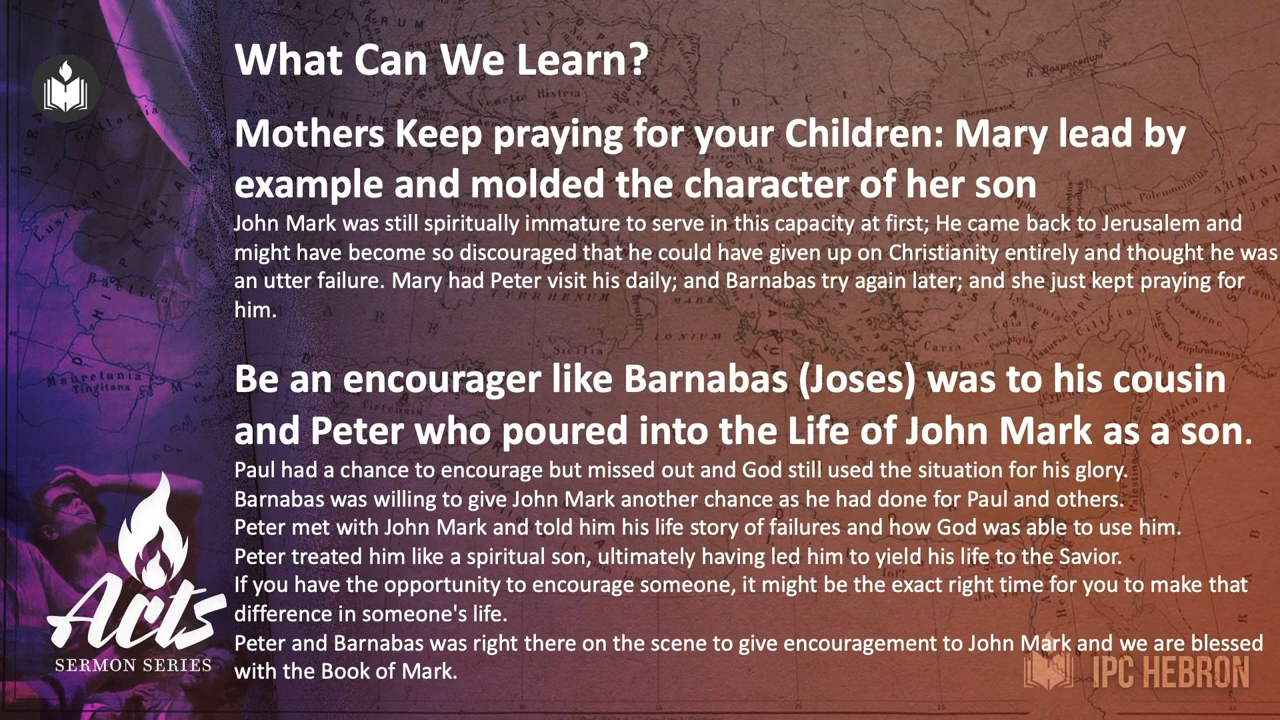 What Can We Learn?
Mothers Keep praying for your Children: Mary lead by
example and molded the character of her son
John Mark was still spiritually immature to serve in this capacity at first; He came back to Jerusalem and
might have become so discouraged that he could have given up on Christianity entirely and thought he was
an utter failure. Mary had Peter visit his daily; and Barnabas try again later; and she just kept praying for
him.
Be an encourager like Barnabas (Joses) was to his cousin
and Peter who poured into the Life of John Mark as a son.
Paul had a chance to encourage but missed out and God still used the situation for his glory.
Barnabas was willing to give John Mark another chance as he had done for Paul and others.
Peter met with John Mark and told him his life story of failures and how God was able to use him.
Peter treated him like a spiritual son, ultimately having led him to yield his life to the Savior.
If you have the opportunity to encourage someone, it might be the exact right time for you to make that
difference in someone's life.
Peter and Barnabas was right there on the scene to give encouragement to John Mark and we are blessed
with the Book of Mark.
Acts
SERMON SERIES
IPC HEBRON
Mauretania
Tingitana
Sicilia
DACIA
Venetic Histria
IONIUM